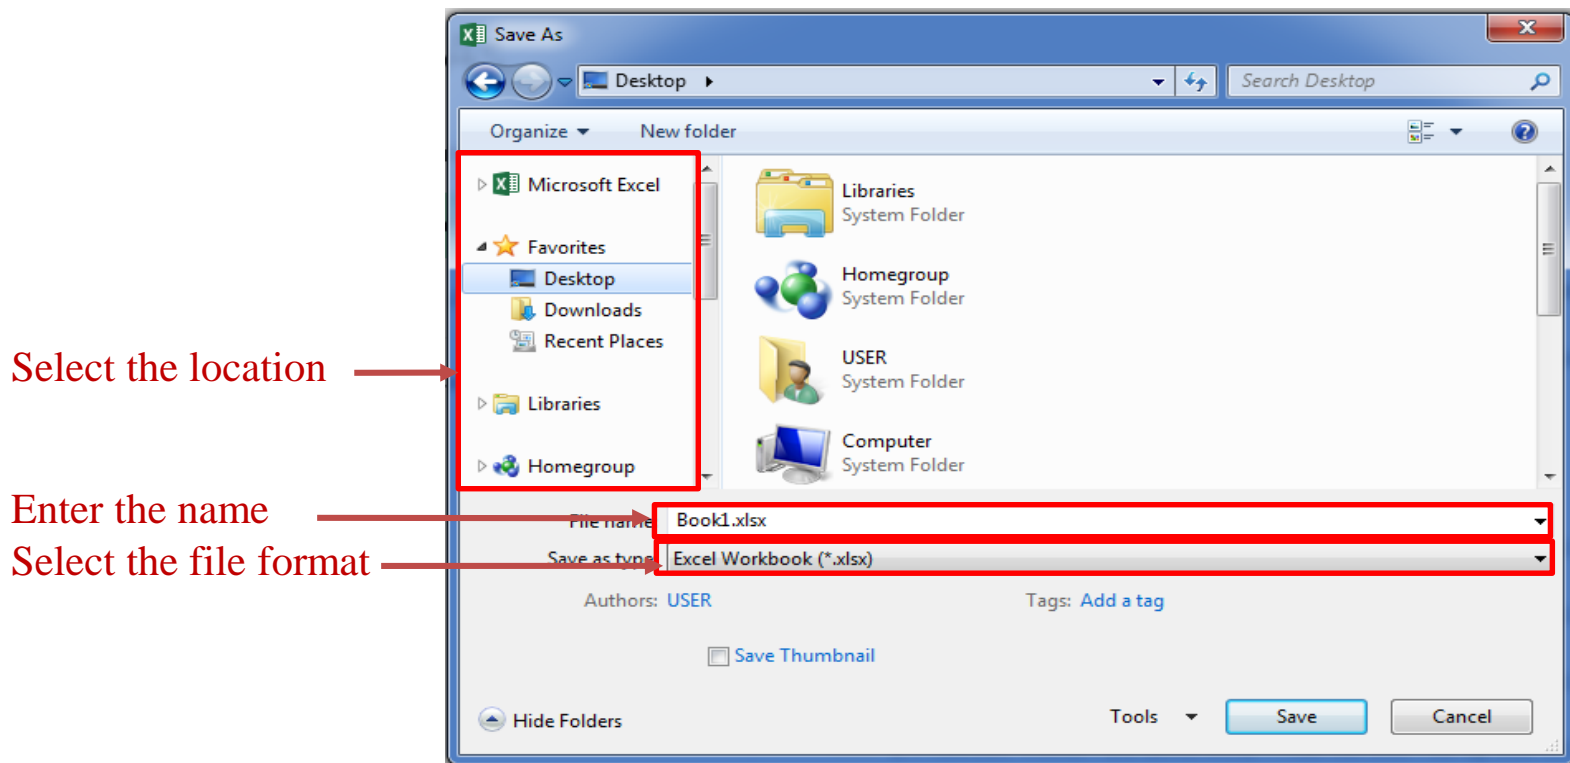 Save As
Desktop
Search Desktop
Organize
New folder
Microsoft Excel
Favorites
Desktop
Downloads
Recent Places
Libraries
Homegroup
Libraries
System Folder
Homegroup
System Folder
USER
System Folder
Computer
System Folder
Select the location
Enter the name
Select the file format
File name
Book1.xlsx
Save as type
Excel Workbook (*.xlsx)
Authors: USER
Tags: Add a tag
Save Thumbnail
Hide Folders
Tools
Save
Cancel